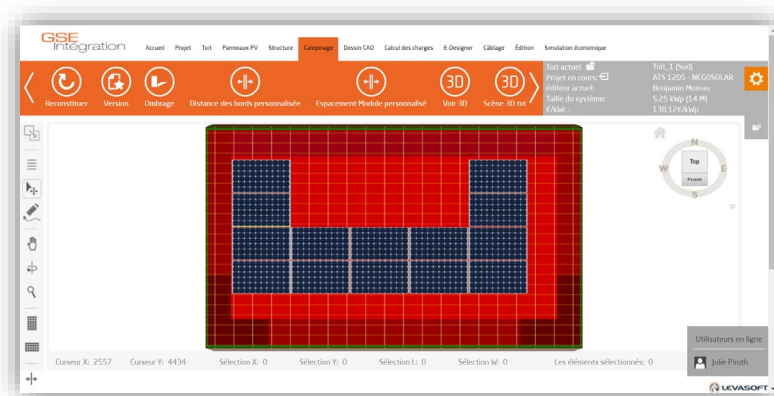 GSE
Intégration
Accueil Projet Toit Panneaux PV Structure Calepinage Dessin CAO Calcul des charges E-Designer Câblage Édition Simulation économique
Reconstituer Version Ombrage Distance des bords personnalisée Espacement Module personnalisé Voir 3D Scène 3D tot
3D 3D
Toit actuel Toit_1 (Sud)
Projet en cours: ATS 1205 - NEGOSOLAR
éditeur actuel: Benjamin Moreau
Taille du système: 5.25 kWp (14 M)
€/kWc : 138,12€/kWp
N
W Top E
Front
S
Curseur X: 2557 Curseur Y: 4434 Sélection X: 0 Sélection Y: 0 Sélection L: 0 Sélection W: 0 Les éléments sélectionnés: 0
Utilisateurs en ligne
Julie Piroth
LEVASOFT